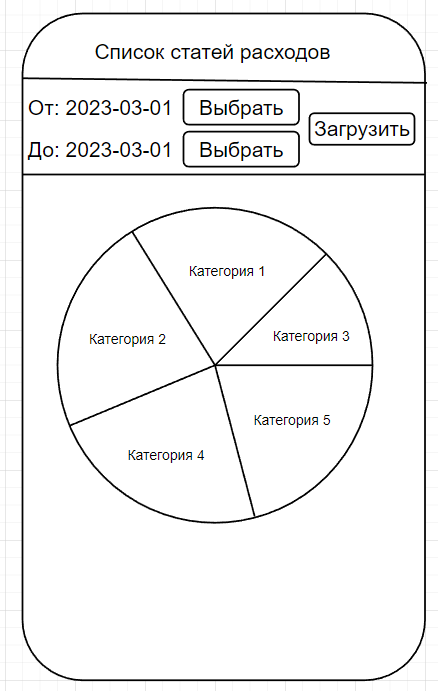 Список статей расходов
От: 2023-03-01 Выбрать
Загрузить
До: 2023-03-01 Выбрать
Категория 1
Категория 2
Категория 3
Категория 5
Категория 4